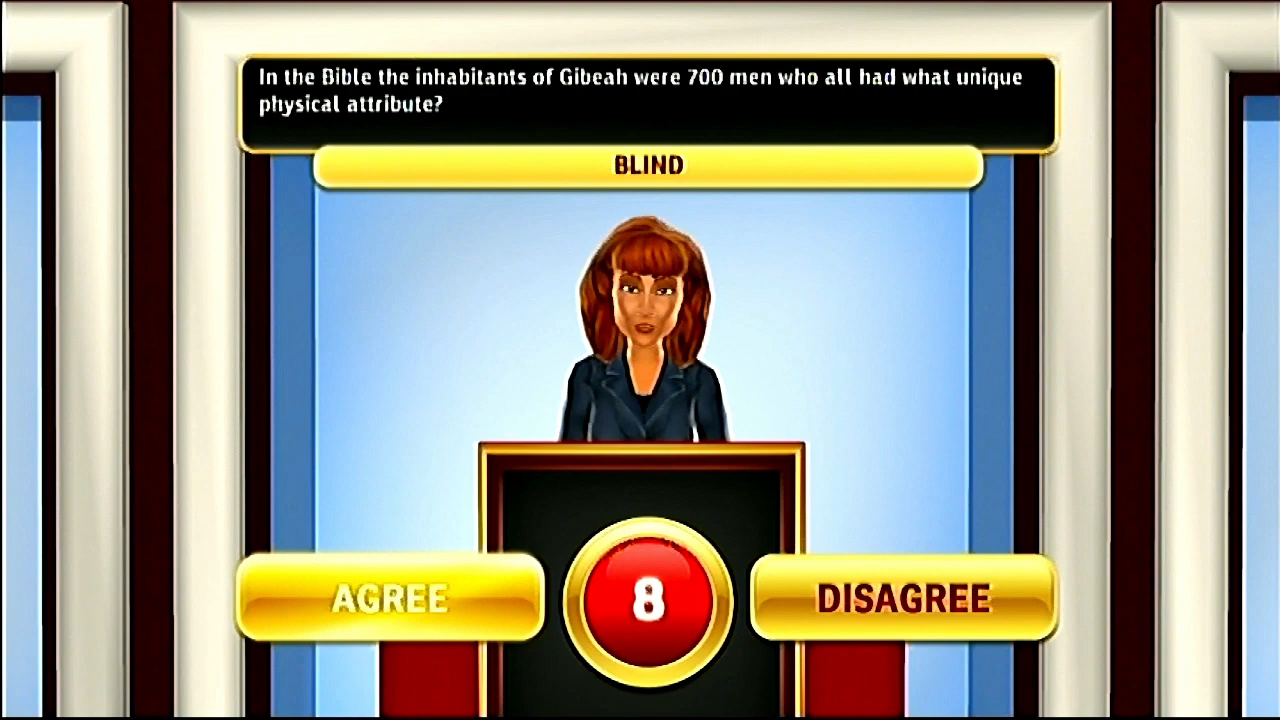 In the Bible the inhabitants of Gibeah were 700 men who all had what unique
physical attribute?
BLIND
AGREE
8
DISAGREE